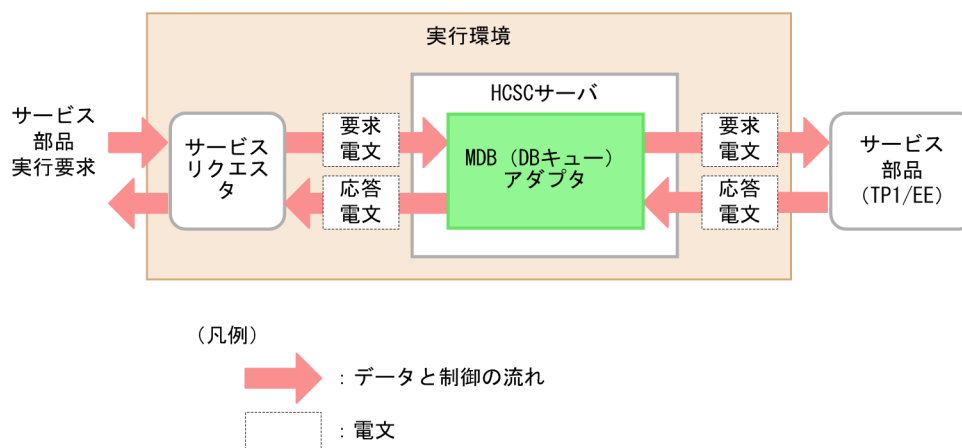 実行環境
HCSCサーバ
サービス
部品
実行要求
サービス
リクエス
タ
要求
電文
応答
電文
MDB（DBキュー）
アダプタ
要求
電文
応答
電文
サービス
部品
(TP1/EE)
（凡例）
：データと制御の流れ
：電文